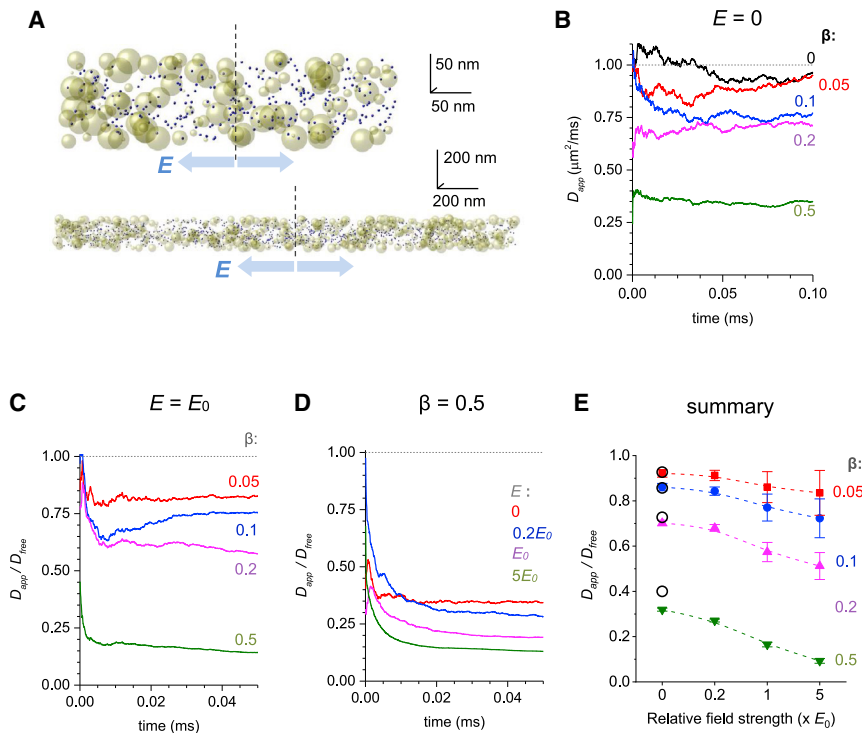 A
50 nm
50 nm
E
200 nm
200 nm
E
B
E = 0
β:
0
0.05
0.1
0.2
0.5
1.00
0.75
0.50
0.25
0.00
D_app (μm²/ms)
0.00 0.05 0.10
time (ms)
C
E = E₀
β:
0.05
0.1
0.2
0.5
1.00
0.75
0.50
0.25
0.00
D_app / D_free
0.00 0.02 0.04
time (ms)
D
β = 0.5
E :
0
0.2E₀
E₀
5E₀
1.00
0.75
0.50
0.25
0.00
D_app / D_free
0.00 0.02 0.04
time (ms)
E
summary
β:
0.05
0.1
0.2
0.5
1.0
0.8
0.6
0.4
0.2
0.0
D_app / D_free
0 0.2 1 5
Relative field strength (x E₀)